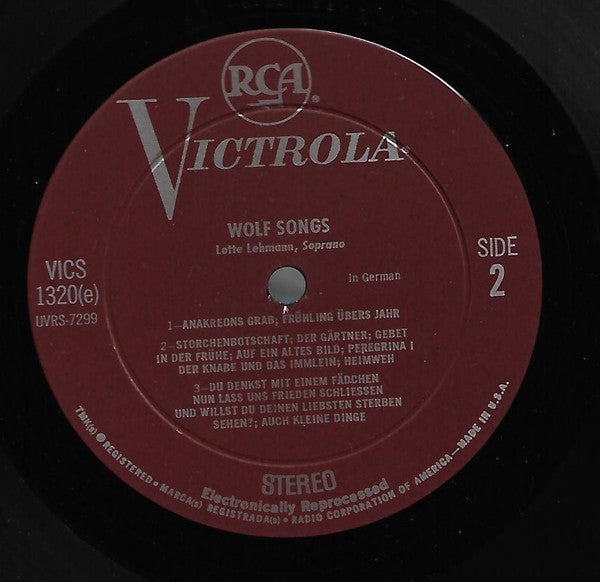 RCA®
VICTROLA®
WOLF SONGS
Lotte Lehmann, Soprano
SIDE
2
VICS
1320(e)
UVRS-7299
In German
1—ANAKREONS GRAB; FRÜHLING ÜBERS JAHR
2—STORCHENBOTSCHAFT; DER GÄRTNER; GEBET
IN DER FRÜHE; AUF EIN ALTES BILD; PEREGRINA I
DER KNABE UND DAS IMMLEIN; HEIMWEH
3—DU DENKST MIT EINEM FÄDCHEN
NUN LASS UNS FRIEDEN SCHLIESSEN
UND WILLST DU DEINEN LIEBSTEN STERBEN
SEHEN?; AUCH KLEINE DINGE
STEREO
Electronically Reprocessed
TMK(s) ® REGISTERED • MARCA(s) REGISTRADA(s) • RADIO CORPORATION OF AMERICA—MADE IN U.S.A.